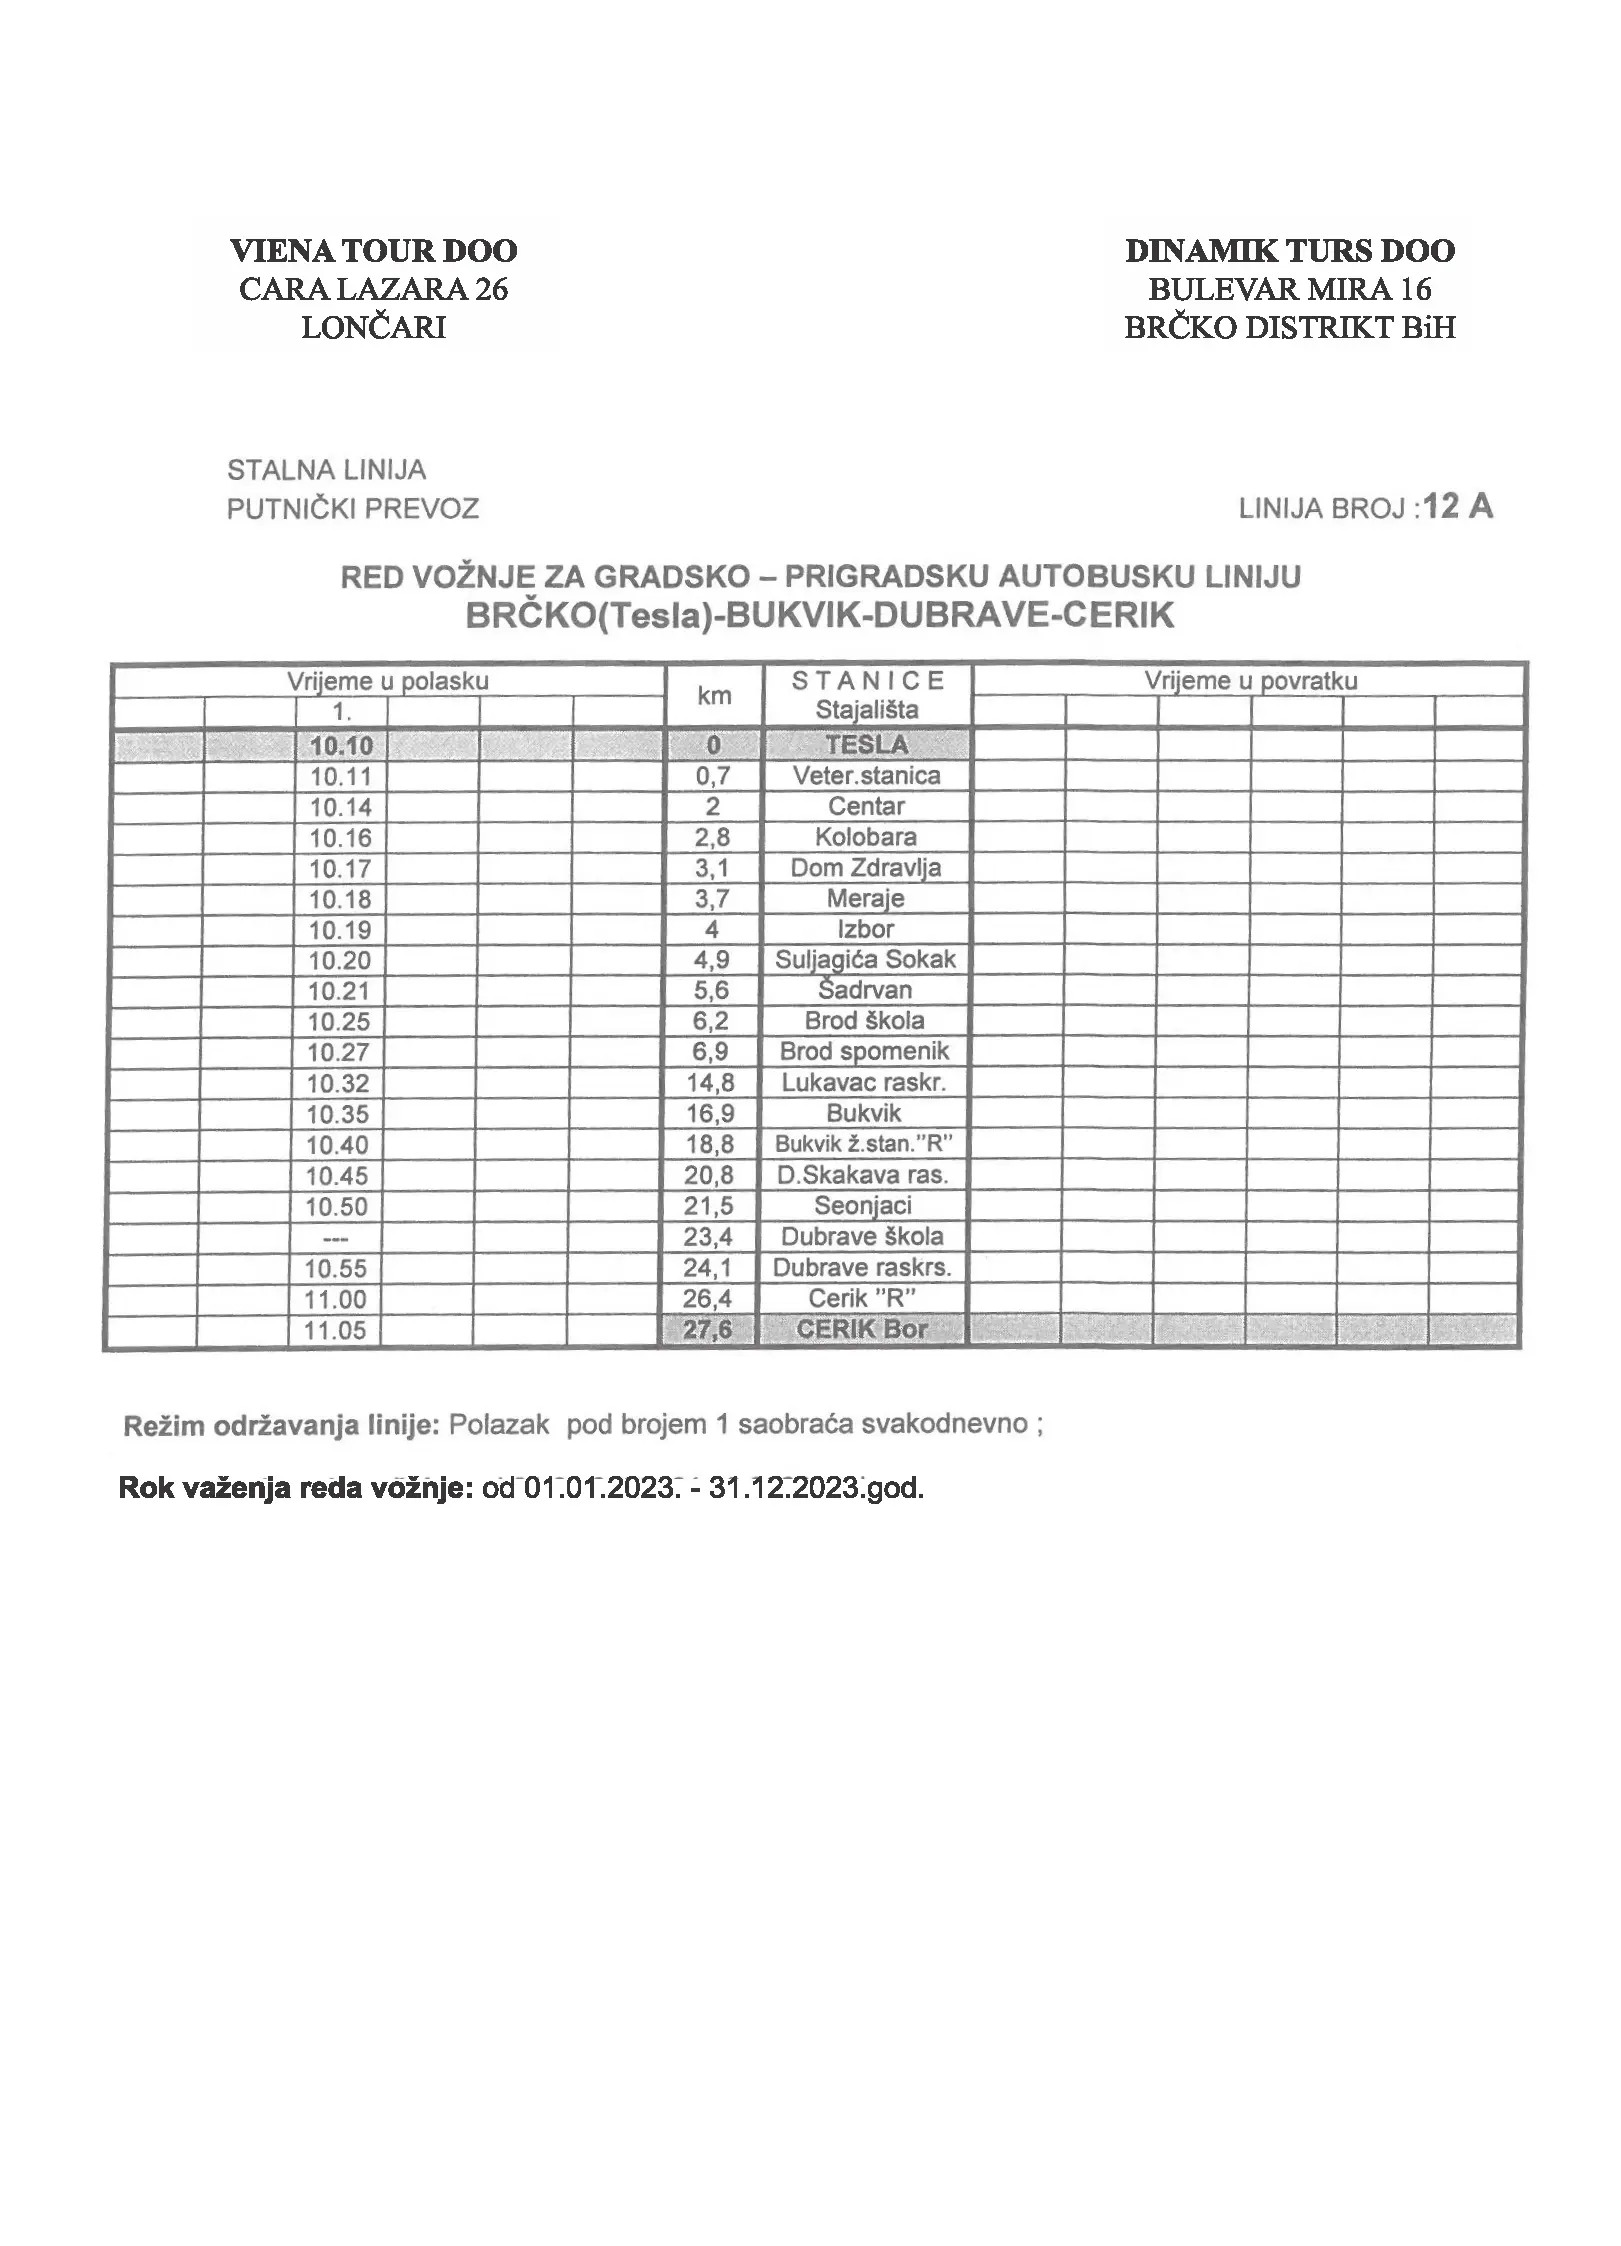 VIENA TOUR DOO
CARA LAZARA 26
LONČARI
DINAMIK TURS DOO
BULEVAR MIRA 16
BRČKO DISTRIKT BiH
STALNA LINIJA
PUTNIČKI PREVOZ
LINIJA BROJ :12 A
RED VOŽNJE ZA GRADSKO – PRIGRADSKU AUTOBUSKU LINIJU
BRČKO(Tesla)-BUKVIK-DUBRAVE-CERIK
Vrijeme u polasku km STANICE Vrijeme u povratku
1. Stajališta
10.10 0 TESLA
10.11 0,7 Veter.stanica
10.14 2 Centar
10.16 2,8 Kolobara
10.17 3,1 Dom Zdravlja
10.18 3,7 Meraje
10.19 4 Izbor
10.20 4,9 Suljagića Sokak
10.21 5,6 Šadrvan
10.25 6,2 Brod škola
10.27 6,9 Brod spomenik
10.32 14,8 Lukavac raskr.
10.35 16,9 Bukvik
10.40 18,8 Bukvik ž.stan.”R”
10.45 20,8 D.Skakava ras.
10.50 21,5 Seonjaci
--- 23,4 Dubrave škola
10.55 24,1 Dubrave raskrs.
11.00 26,4 Cerik ”R”
11.05 27,6 CERIK Bor
Režim održavanja linije: Polazak pod brojem 1 saobraća svakodnevno ;
Rok važenja reda vožnje: od 01.01.2023. - 31.12.2023.god.